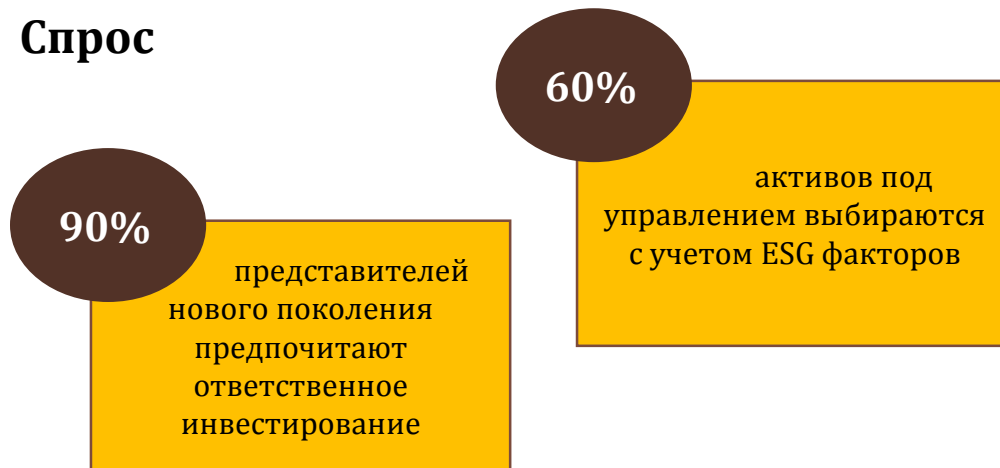 Спрос
60%
активов под
управлением выбираются
с учетом ESG факторов
90%
представителей
нового поколения
предпочитают
ответственное
инвестирование